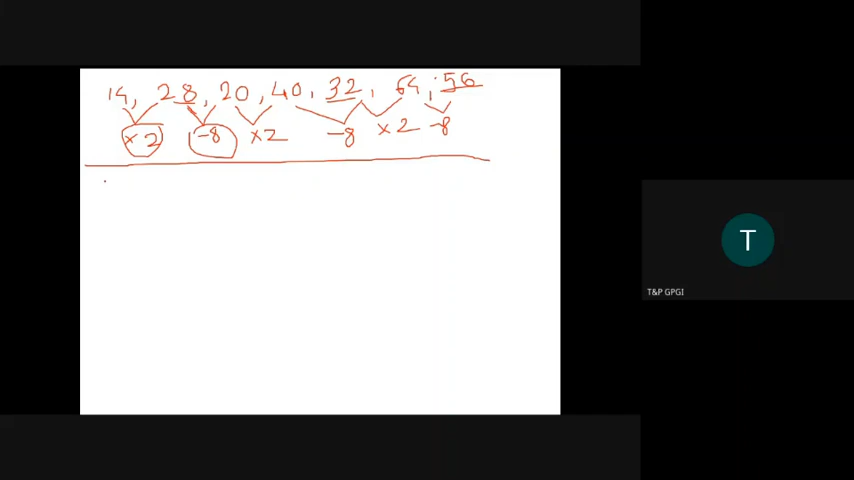 14, 28, 20, 40, 32, 64, 56
×2 -8 ×2 -8 ×2 -8
T
T&P GPGI